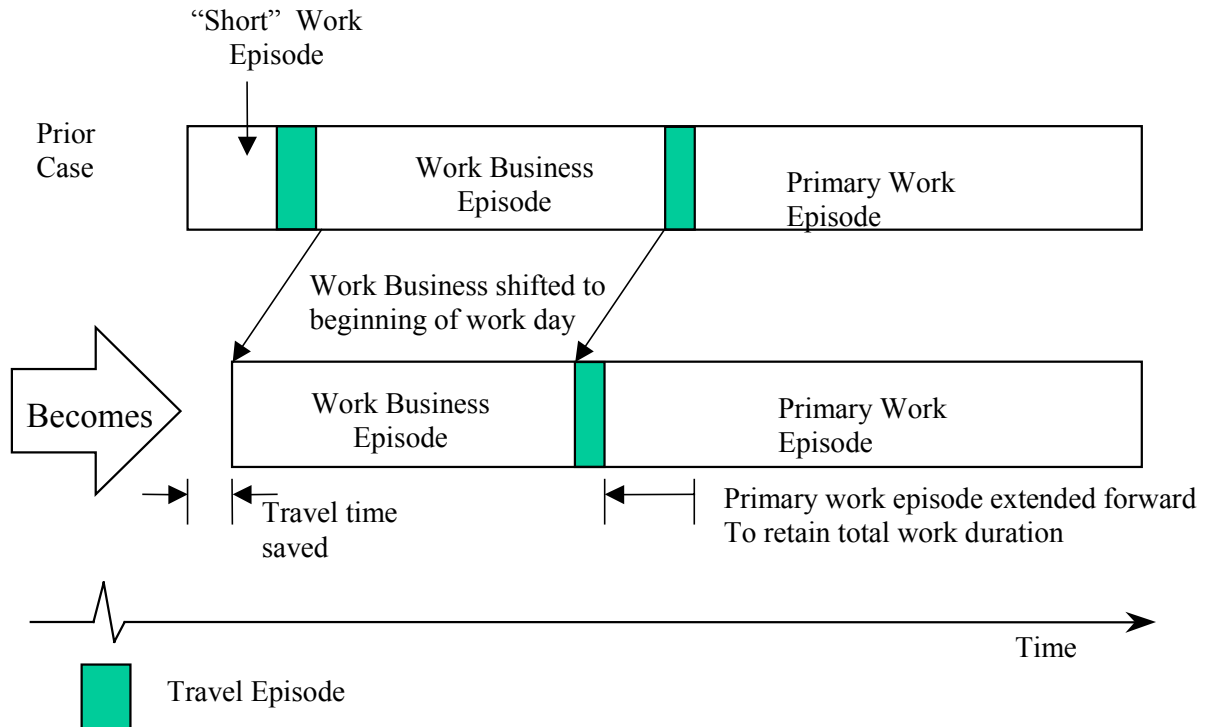 “Short” Work
Episode
Prior
Case
Work Business
Episode
Primary Work
Episode
Work Business shifted to
beginning of work day
Becomes
Work Business
Episode
Primary Work
Episode
Travel time
saved
Primary work episode extended forward
To retain total work duration
Time
Travel Episode